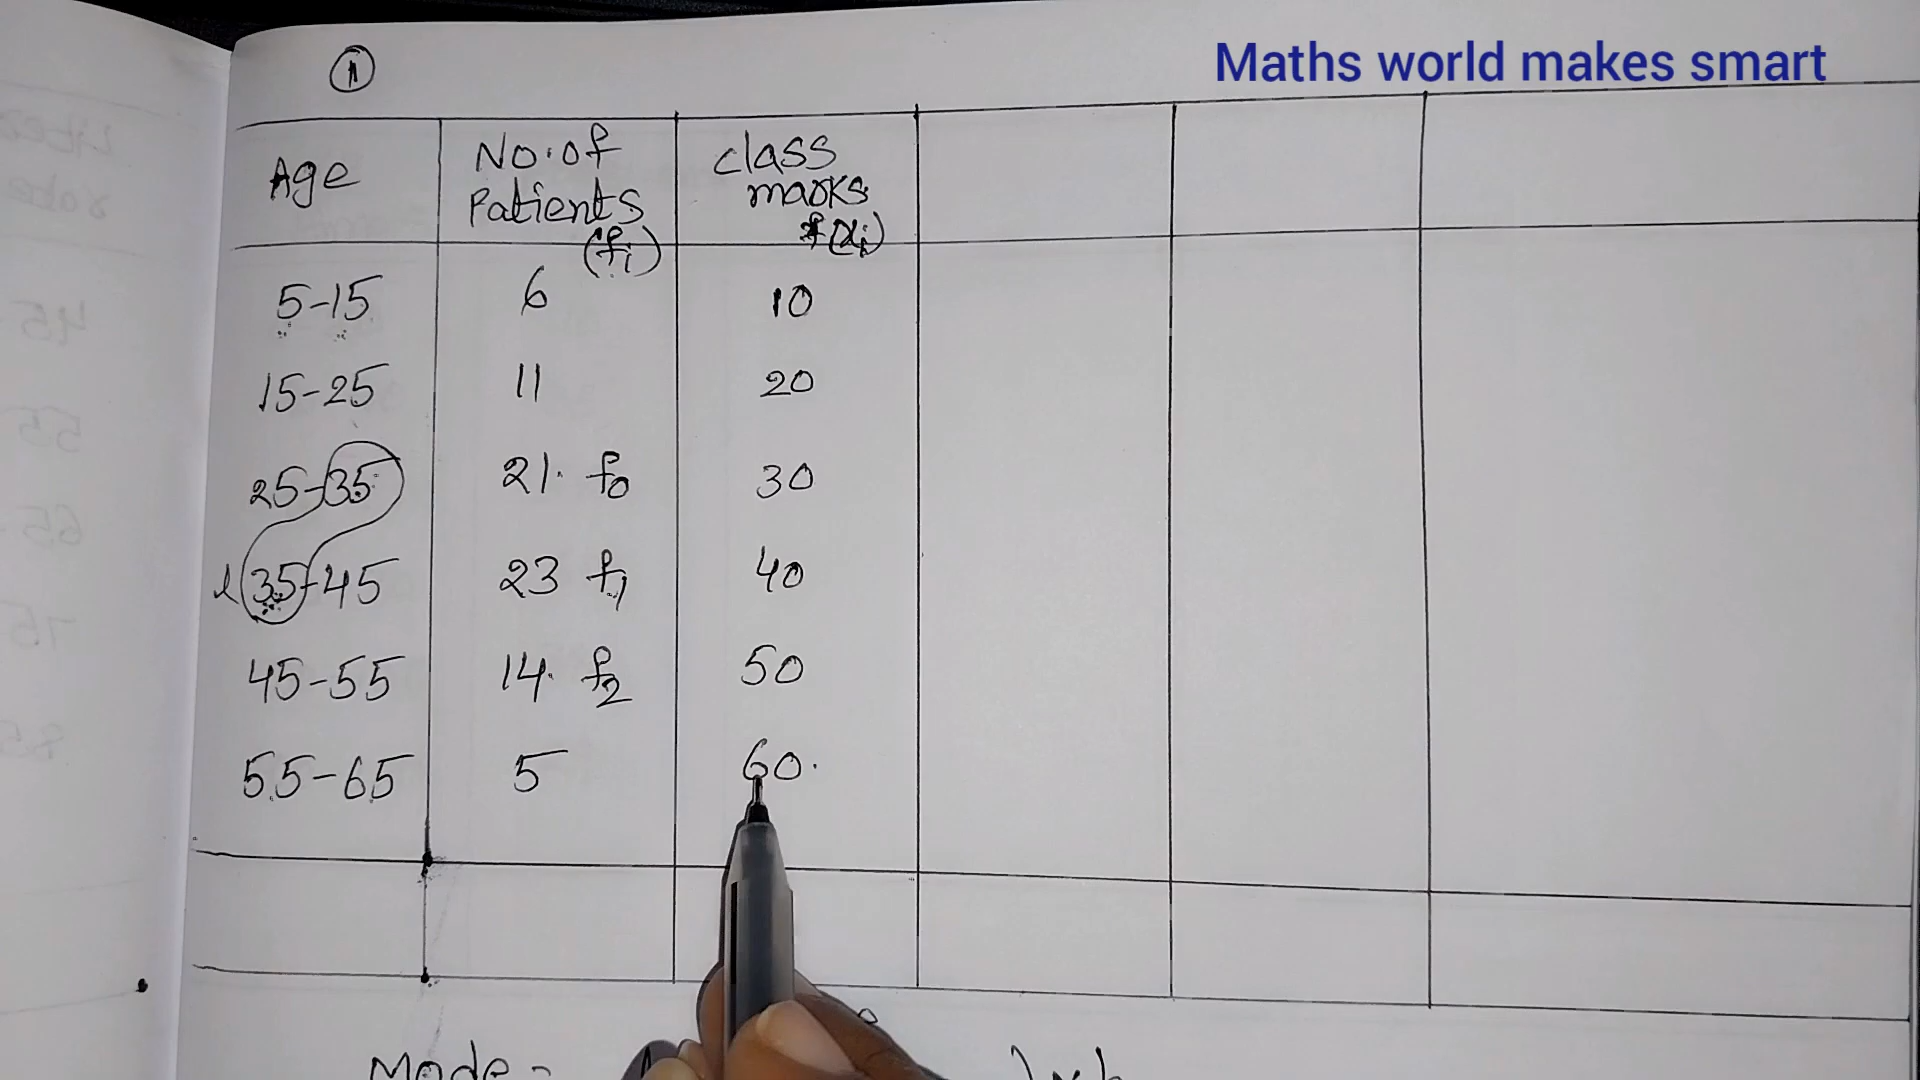 Maths world makes smart
1
Age
No. of Patients (fi)
class marks (xi)
5-15 6 10
15-25 11 20
25-35 21. f0 30
l 35-45 23 f1 40
45-55 14. f2 50
55-65 5 60.
Mode =
) x h